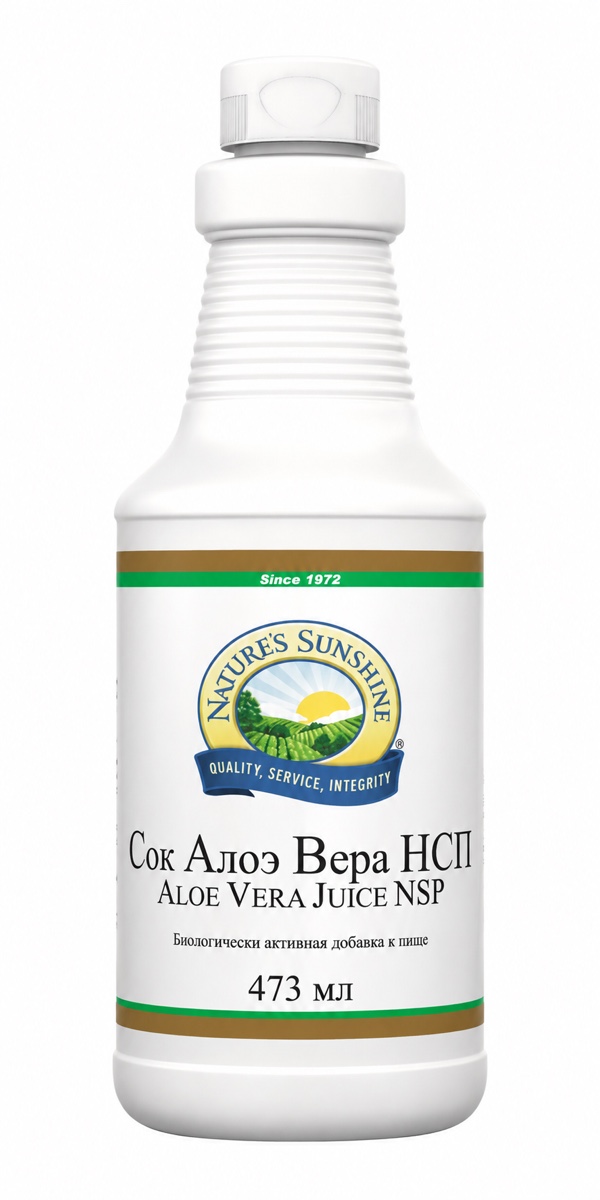 Since 1972
NATURE'S SUNSHINE
®
QUALITY, SERVICE, INTEGRITY
Сок Алоэ Вера НСП
ALOE VERA JUICE NSP
Биологически активная добавка к пище
473 мл